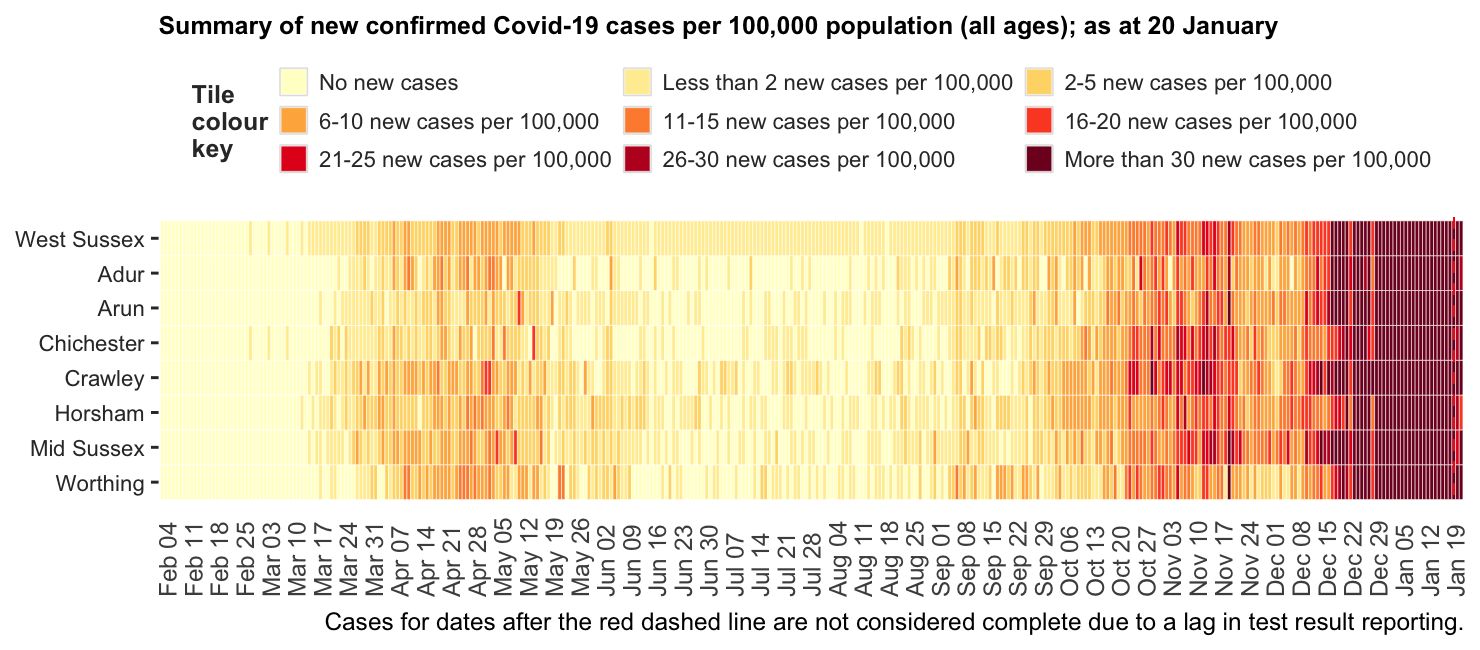 Summary of new confirmed Covid-19 cases per 100,000 population (all ages); as at 20 January
Tile
colour
key
No new cases
Less than 2 new cases per 100,000
2-5 new cases per 100,000
6-10 new cases per 100,000
11-15 new cases per 100,000
16-20 new cases per 100,000
21-25 new cases per 100,000
26-30 new cases per 100,000
More than 30 new cases per 100,000
West Sussex
Adur
Arun
Chichester
Crawley
Horsham
Mid Sussex
Worthing
Feb 04
Feb 11
Feb 18
Feb 25
Mar 03
Mar 10
Mar 17
Mar 24
Mar 31
Apr 07
Apr 14
Apr 21
Apr 28
May 05
May 12
May 19
May 26
Jun 02
Jun 09
Jun 16
Jun 23
Jun 30
Jul 07
Jul 14
Jul 21
Jul 28
Aug 04
Aug 11
Aug 18
Aug 25
Sep 01
Sep 08
Sep 15
Sep 22
Sep 29
Oct 06
Oct 13
Oct 20
Oct 27
Nov 03
Nov 10
Nov 17
Nov 24
Dec 01
Dec 08
Dec 15
Dec 22
Dec 29
Jan 05
Jan 12
Jan 19
Cases for dates after the red dashed line are not considered complete due to a lag in test result reporting.